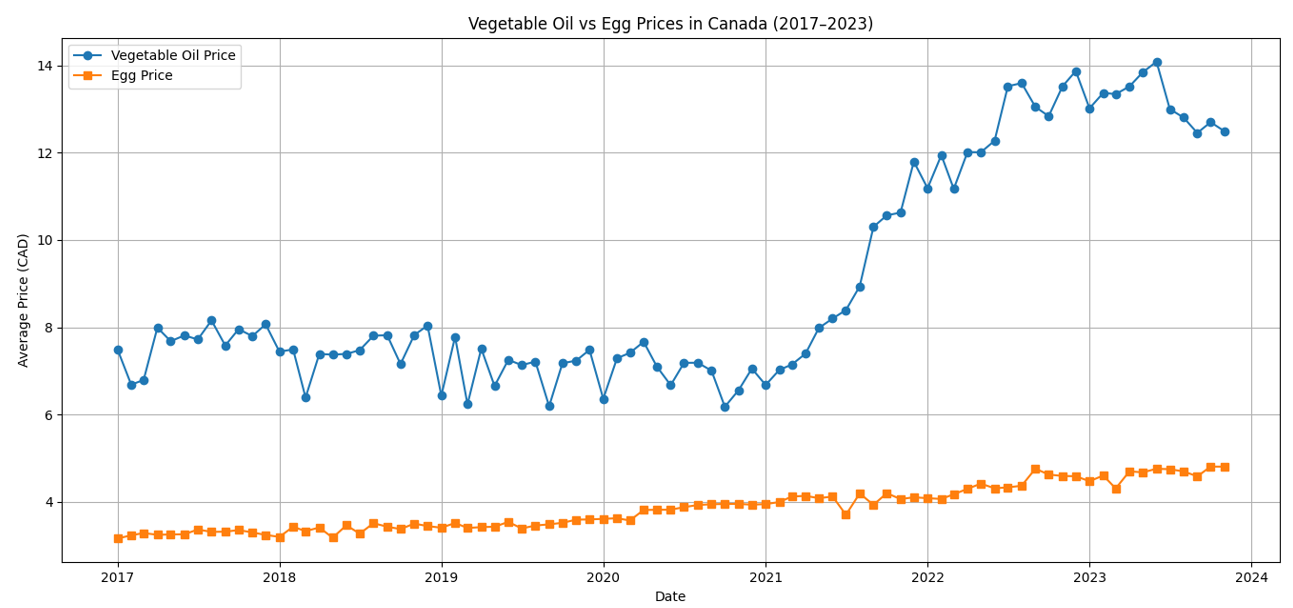 Vegetable Oil vs Egg Prices in Canada (2017–2023)
Vegetable Oil Price
Egg Price
Average Price (CAD)
14
12
10
8
6
4
2017 2018 2019 2020 2021 2022 2023 2024
Date